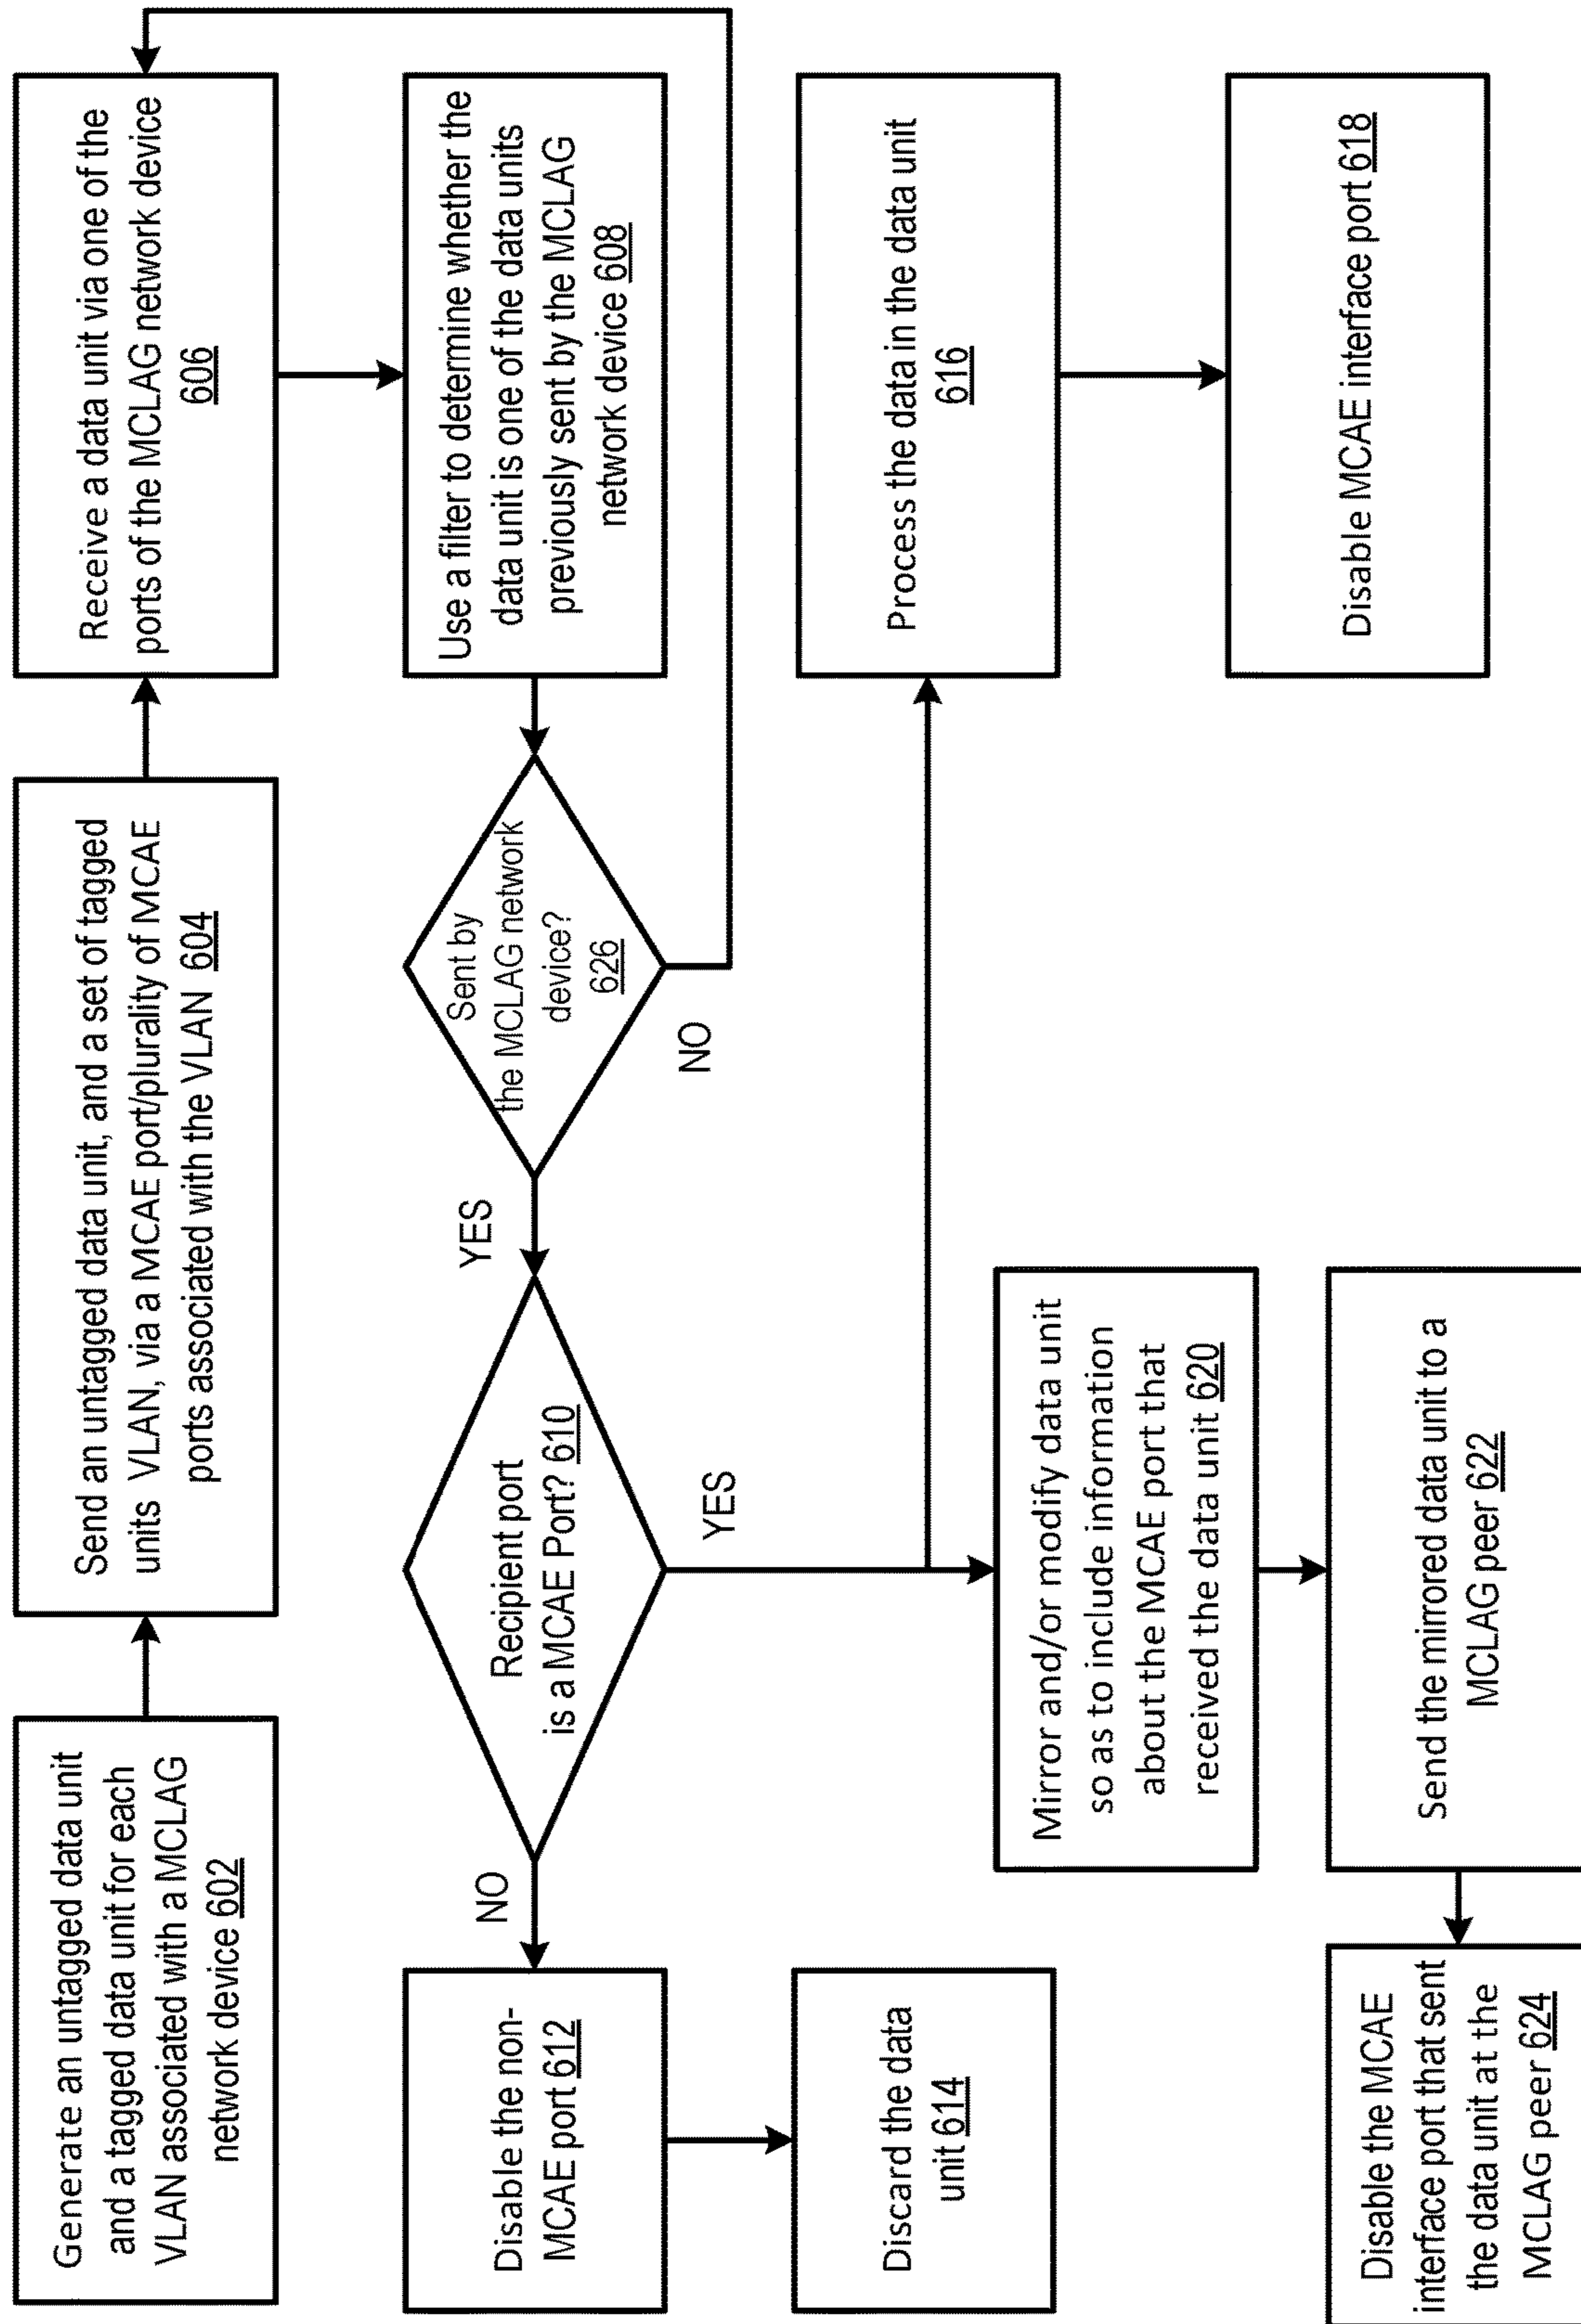 Generate an untagged data unit
and a tagged data unit for each
VLAN associated with a MCLAG
network device 602
Send an untagged data unit, and a set of tagged
units VLAN, via a MCAE port/plurality of MCAE
ports associated with the VLAN 604
Receive a data unit via one of the
ports of the MCLAG network device
606
Use a filter to determine whether the
data unit is one of the data units
previously sent by the MCLAG
network device 608
Sent by
the MCLAG network
device?
626
NO
YES
Recipient port
is a MCAE Port? 610
NO
YES
Disable the non-
MCAE port 612
Discard the data
unit 614
Process the data in the data unit
616
Disable MCAE interface port 618
Mirror and/or modify data unit
so as to include information
about the MCAE port that
received the data unit 620
Send the mirrored data unit to a
MCLAG peer 622
Disable the MCAE
interface port that sent
the data unit at the
MCLAG peer 624